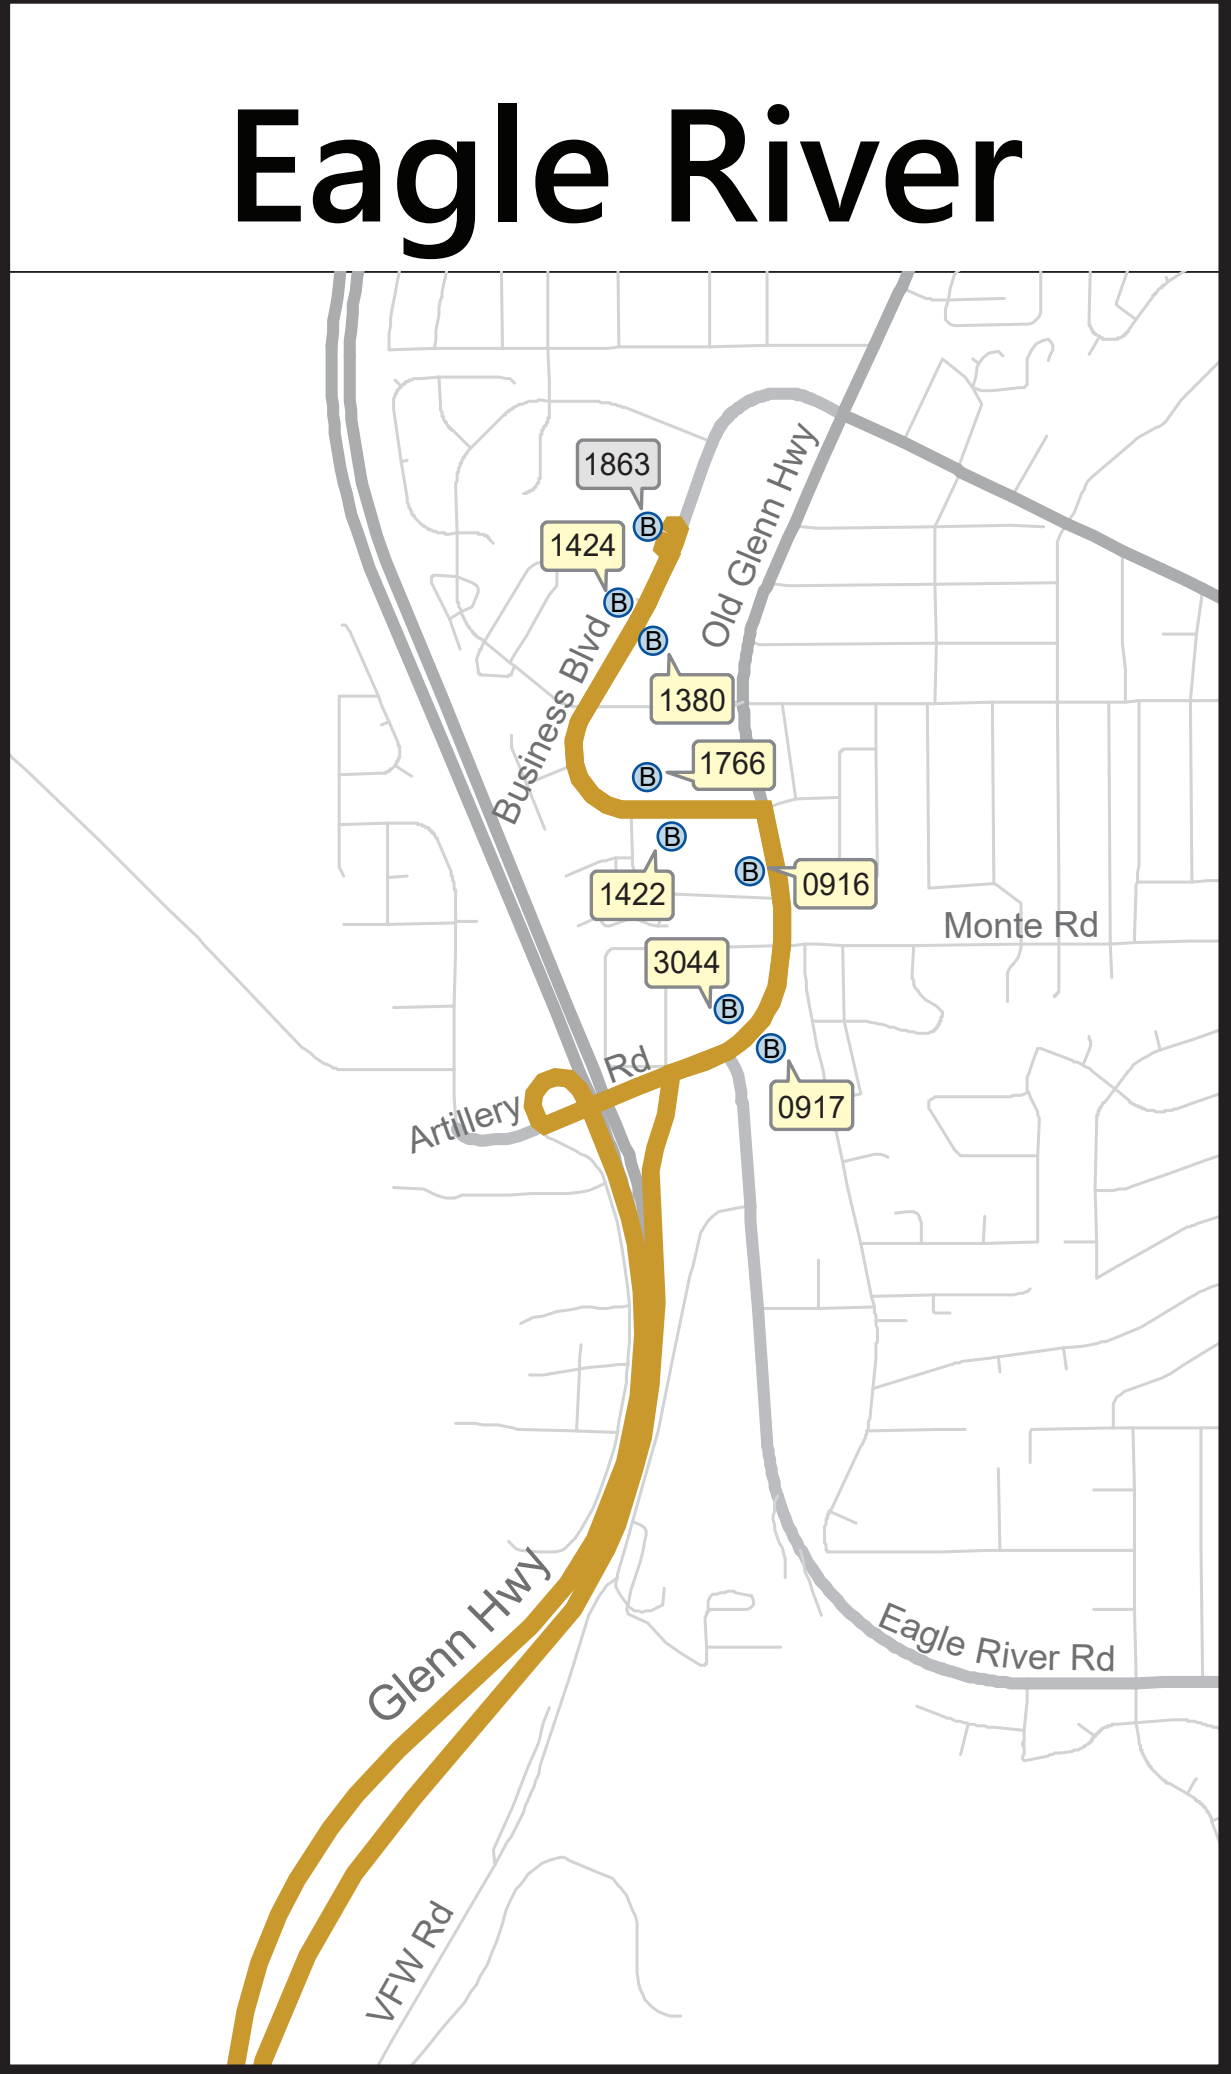 Eagle River
1863
B
1424
B
B
1380
Old Glenn Hwy
Business Blvd
B
1766
B
1422
B
0916
Monte Rd
3044
B
B
0917
Artillery Rd
Glenn Hwy
Eagle River Rd
VFW Rd